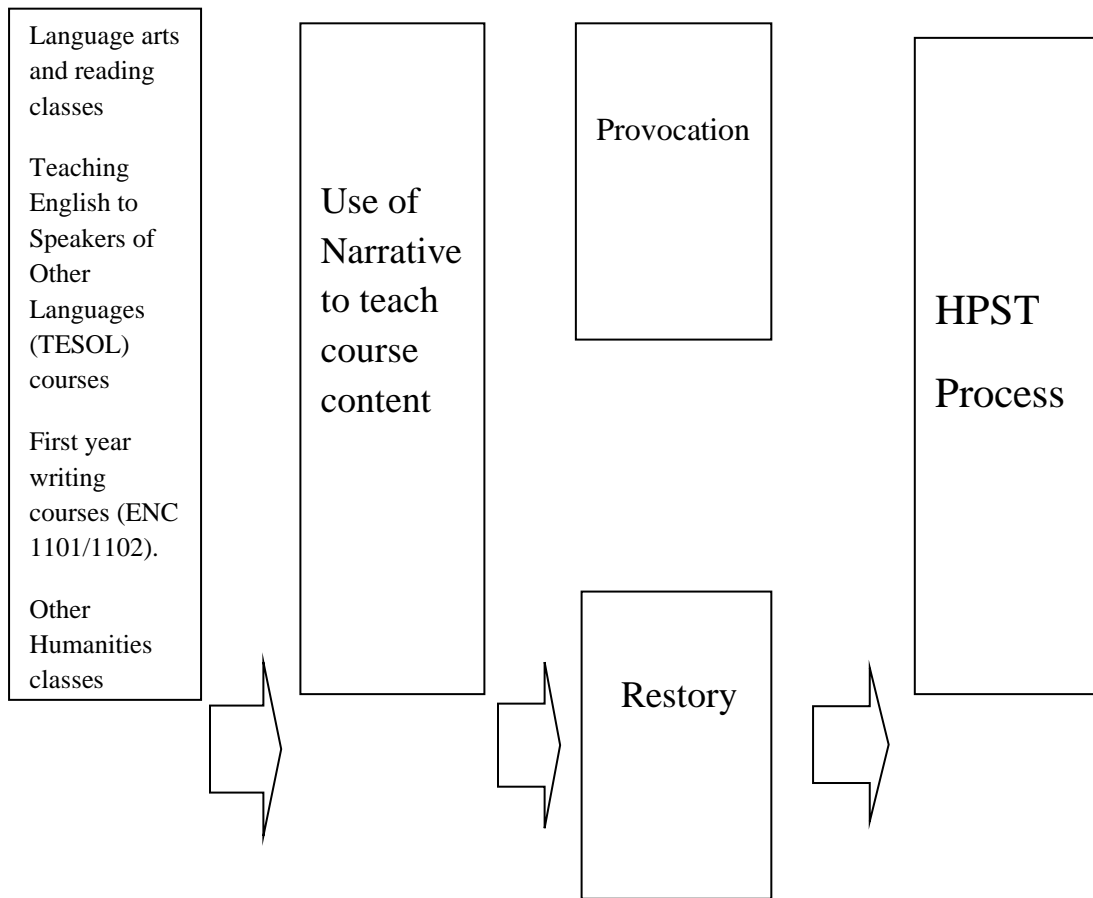 Language arts
and reading
classes
Teaching
English to
Speakers of
Other
Languages
(TESOL)
courses
First year
writing
courses (ENC
1101/1102).
Other
Humanities
classes
Use of
Narrative
to teach
course
content
Provocation
Restory
HPST
Process